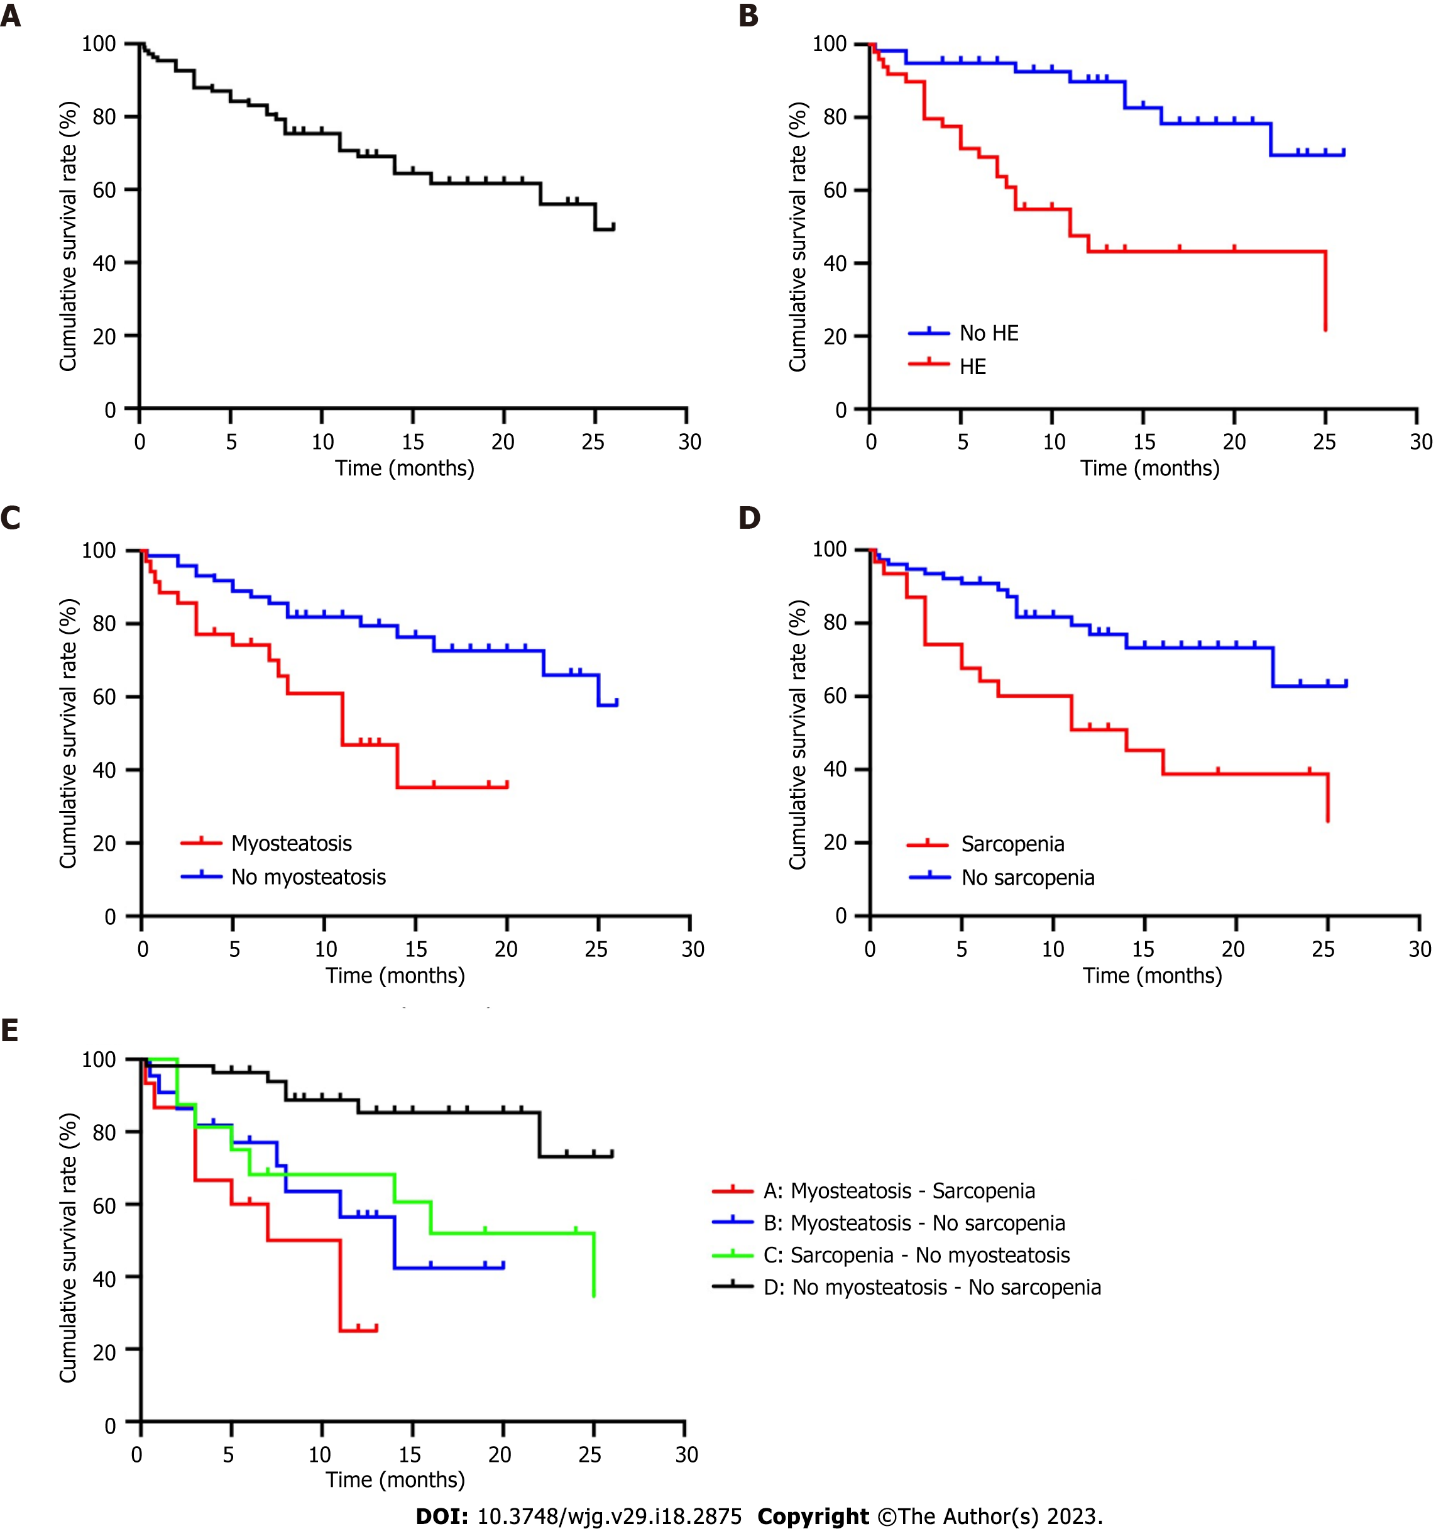 A
B
100
80
60
40
20
0
Cumulative survival rate (%)
0 5 10 15 20 25 30
Time (months)
100
80
60
40
20
0
Cumulative survival rate (%)
No HE
HE
0 5 10 15 20 25 30
Time (months)
C
D
100
80
60
40
20
0
Cumulative survival rate (%)
Myosteatosis
No myosteatosis
0 5 10 15 20 25 30
Time (months)
100
80
60
40
20
0
Cumulative survival rate (%)
Sarcopenia
No sarcopenia
0 5 10 15 20 25 30
Time (months)
E
100
80
60
40
20
0
Cumulative survival rate (%)
0 5 10 15 20 25 30
Time (months)
A: Myosteatosis - Sarcopenia
B: Myosteatosis - No sarcopenia
C: Sarcopenia - No myosteatosis
D: No myosteatosis - No sarcopenia
DOI: 10.3748/wjg.v29.i18.2875 Copyright ©The Author(s) 2023.